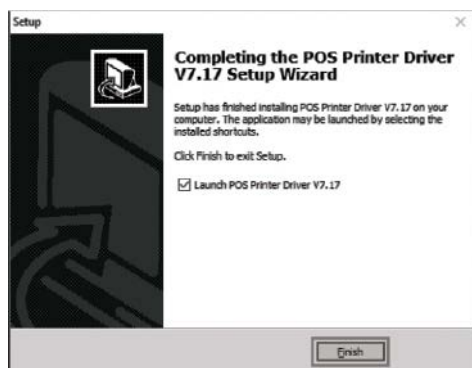 Setup
Completing the POS Printer Driver
V7.17 Setup Wizard
Setup has finished installing POS Printer Driver V7.17 on your
computer. The application may be launched by selecting the
installed shortcuts.
Click Finish to exit Setup.
Launch POS Printer Driver V7.17
Finish